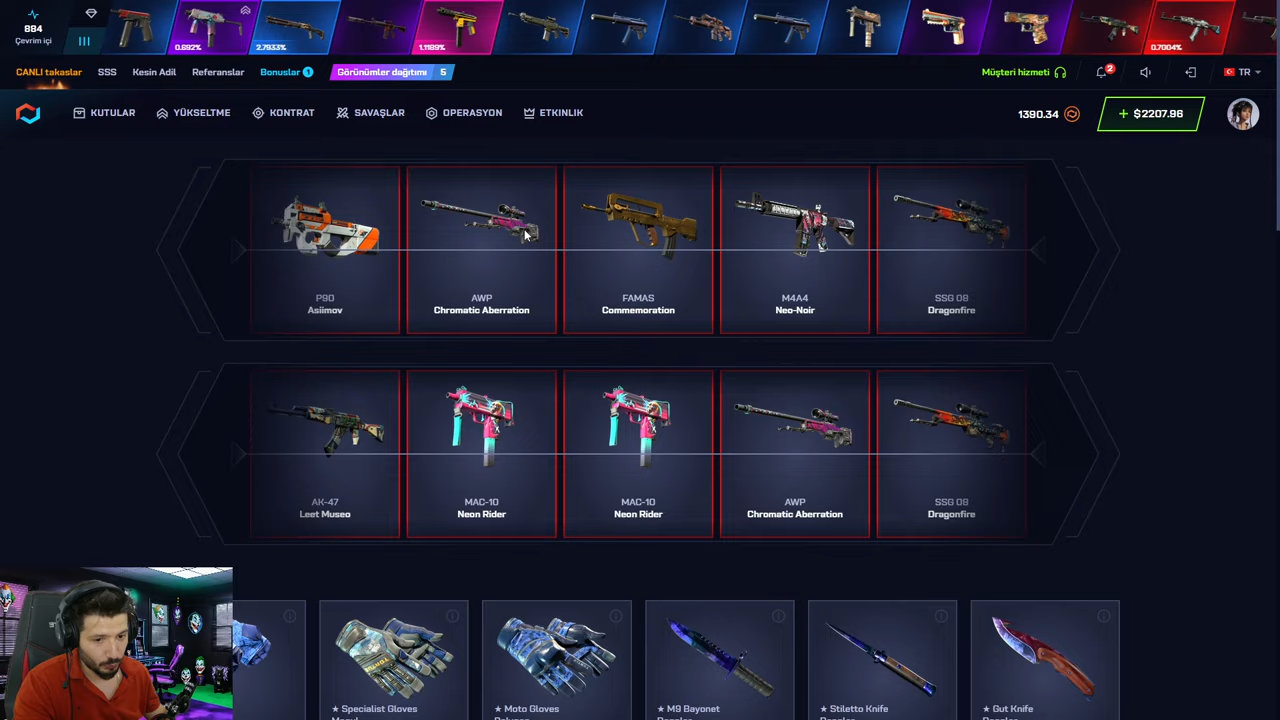 884
Çevrim içi
0.692%
2.7933%
1.1189%
0.7004%
CANLI takaslar
SSS
Kesin Adil
Referanslar
Bonuslar 1
Görünümler dağıtımı 5
Müşteri hizmeti
2
TR
KUTULAR
YÜKSELTME
KONTRAT
SAVAŞLAR
OPERASYON
ETKINLIK
1390.34
+ $2207.96
P90
Asiimov
AWP
Chromatic Aberration
FAMAS
Commemoration
M4A4
Neo-Noir
SSG 08
Dragonfire
AK-47
Leet Museo
MAC-10
Neon Rider
MAC-10
Neon Rider
AWP
Chromatic Aberration
SSG 08
Dragonfire
★ Specialist Gloves
★ Moto Gloves
★ M9 Bayonet
★ Stiletto Knife
★ Gut Knife